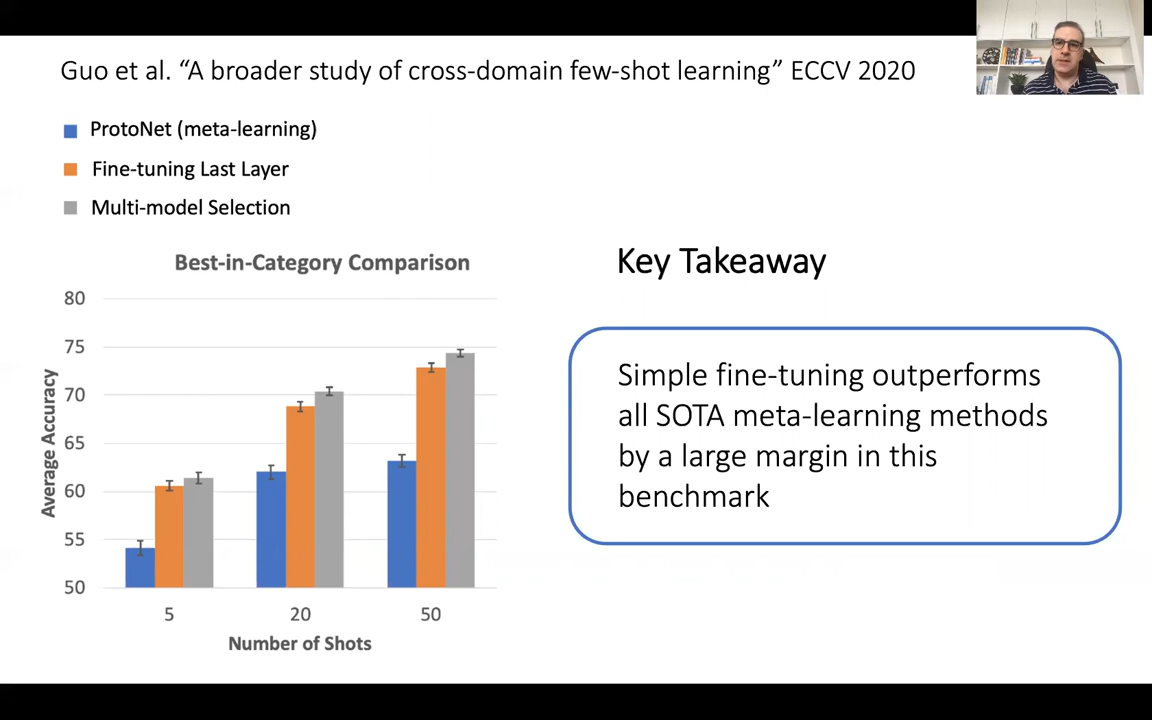 Guo et al. “A broader study of cross-domain few-shot learning” ECCV 2020
ProtoNet (meta-learning)
Fine-tuning Last Layer
Multi-model Selection
Best-in-Category Comparison
80
75
70
65
60
55
50
Average Accuracy
5
20
50
Number of Shots
Key Takeaway
Simple fine-tuning outperforms
all SOTA meta-learning methods
by a large margin in this
benchmark